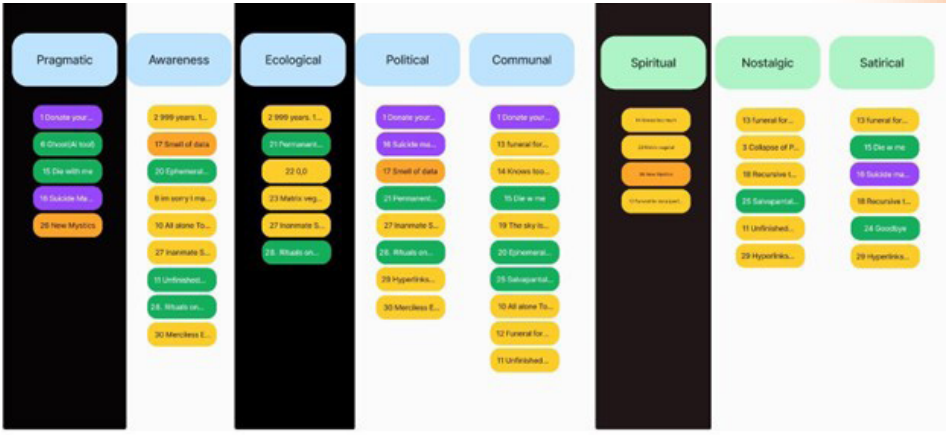 Pragmatic
1 Donate your...
6 Ghost(Ai tool)
15 Die with me
16 Suicide Ma...
26 New Mystics
Awareness
2 999 years. 1...
17 Smell of data
20 Ephemeral...
9 im sorry I ma...
10 All alone To...
27 Inanmate S...
11 Unfinished...
28. Rituals on...
30 Merciless E...
Ecological
2 999 years. 1...
21 Permanent...
22 0,0
23 Matrix veg...
27 Inanmate S...
28. Rituals on...
Political
1 Donate your...
16 Suicide ma...
17 Smell of data
21 Permanent...
27 Inanmate S...
28. Rituals on...
29 Hyperlinks...
30 Merciless E...
Communal
1 Donate your...
13 funeral for...
14 Knows too...
15 Die w me
19 The sky is...
20 Ephemeral...
25 Salvapantal...
10 All alone To...
12 Funeral for...
11 Unfinished...
Spiritual
26 New Mystics
Nostalgic
13 funeral for...
3 Collapse of P...
18 Recursive t...
25 Salvapantal...
11 Unfinished...
29 Hyperlinks...
Satirical
13 funeral for...
15 Die w me
16 Suicide ma...
18 Recursive t...
24 Goodbye
29 Hyperlinks...